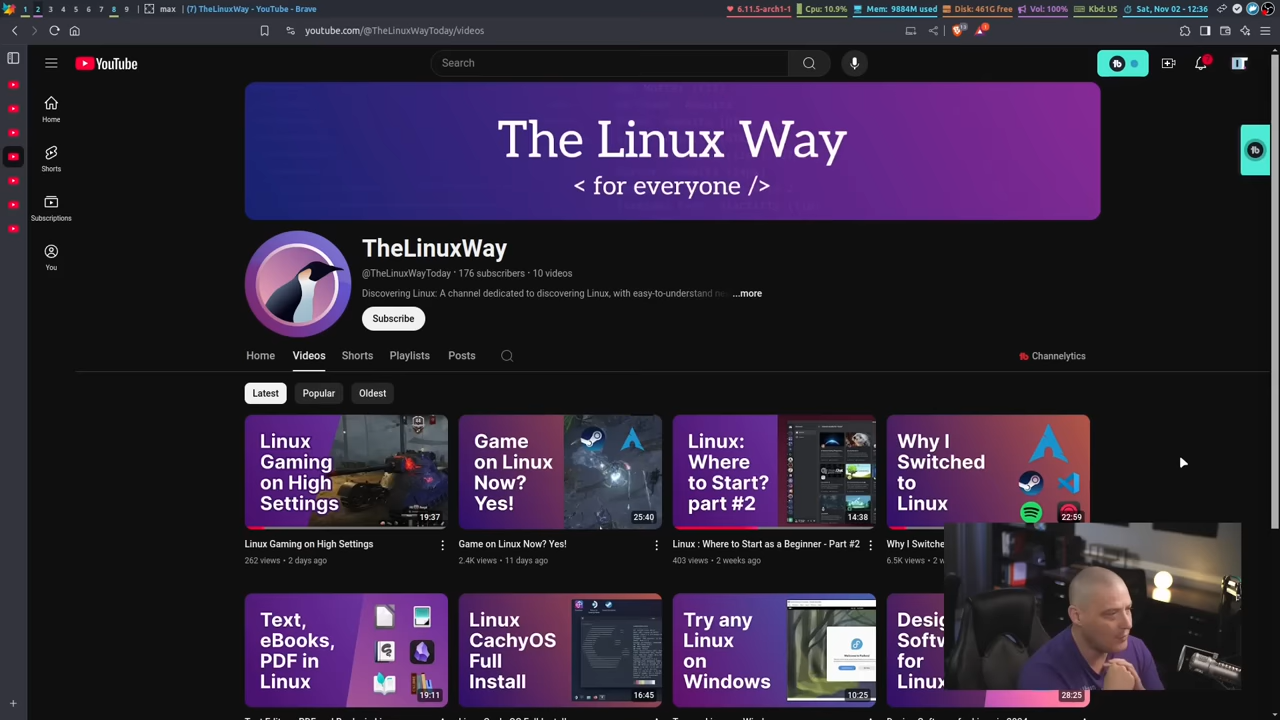 1 2 3 4 5 6 7 8 9 max (7) TheLinuxWay - YouTube - Brave
6.11.5-arch1-1 Cpu: 10.9% Mem: 9884M used Disk: 461G free Vol: 100% Kbd: US Sat, Nov 02 - 12:36
youtube.com/@TheLinuxWayToday/videos
YouTube
Search
The Linux Way
< for everyone />
Home
Shorts
Subscriptions
You
TheLinuxWay
@TheLinuxWayToday · 176 subscribers · 10 videos
Discovering Linux: A channel dedicated to discovering Linux, with easy-to-understand ...more
Subscribe
Home Videos Shorts Playlists Posts Channelytics
Latest Popular Oldest
Linux
Gaming
on High
Settings
19:37
Game
on Linux
Now?
Yes!
25:40
Linux:
Where
to Start?
part #2
14:38
Why I
Switched
to
Linux
22:59
Linux Gaming on High Settings
262 views · 2 days ago
Game on Linux Now? Yes!
2.4K views · 11 days ago
Linux : Where to Start as a Beginner - Part #2
403 views · 2 weeks ago
Why I Switche
6.5K views · 2 w
Text,
eBooks,
PDF in
Linux
19:11
Linux
CachyOS
Full
Install
16:45
Try any
Linux
on
Windows
10:25
Desig
Softw
for
Linux
28:25